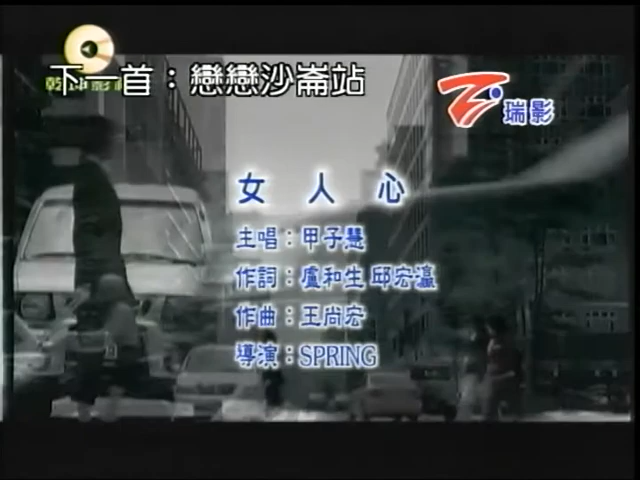 下一首：戀戀沙崙站
瑞影
女人心
主唱：甲子慧
作詞：盧和生 邱宏瀛
作曲：王尚宏
導演：SPRING